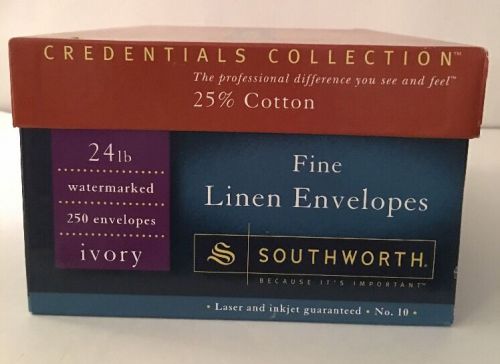 CREDENTIALS COLLECTION™
The professional difference you see and feel™
25% Cotton
24lb
watermarked
250 envelopes
ivory
Fine
Linen Envelopes
S SOUTHWORTH®
BECAUSE IT'S IMPORTANT™
• Laser and inkjet guaranteed • No. 10 •